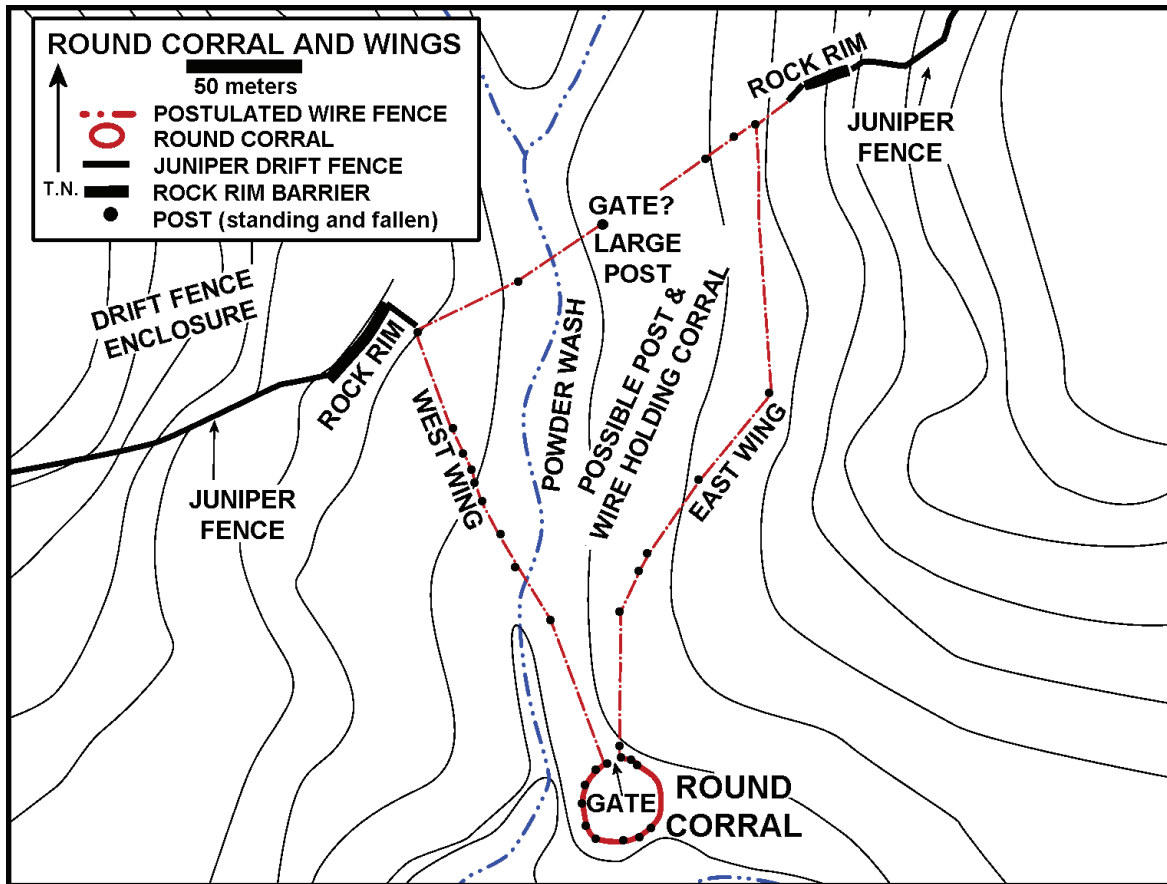 ROUND CORRAL AND WINGS
50 meters
T.N.
POSTULATED WIRE FENCE
ROUND CORRAL
JUNIPER DRIFT FENCE
ROCK RIM BARRIER
POST (standing and fallen)
ROCK RIM
JUNIPER
FENCE
GATE?
LARGE
POST
DRIFT FENCE
ENCLOSURE
ROCK RIM
JUNIPER
FENCE
WEST WING
POWDER WASH
POSSIBLE POST &
WIRE HOLDING CORRAL
EAST WING
GATE
ROUND
CORRAL